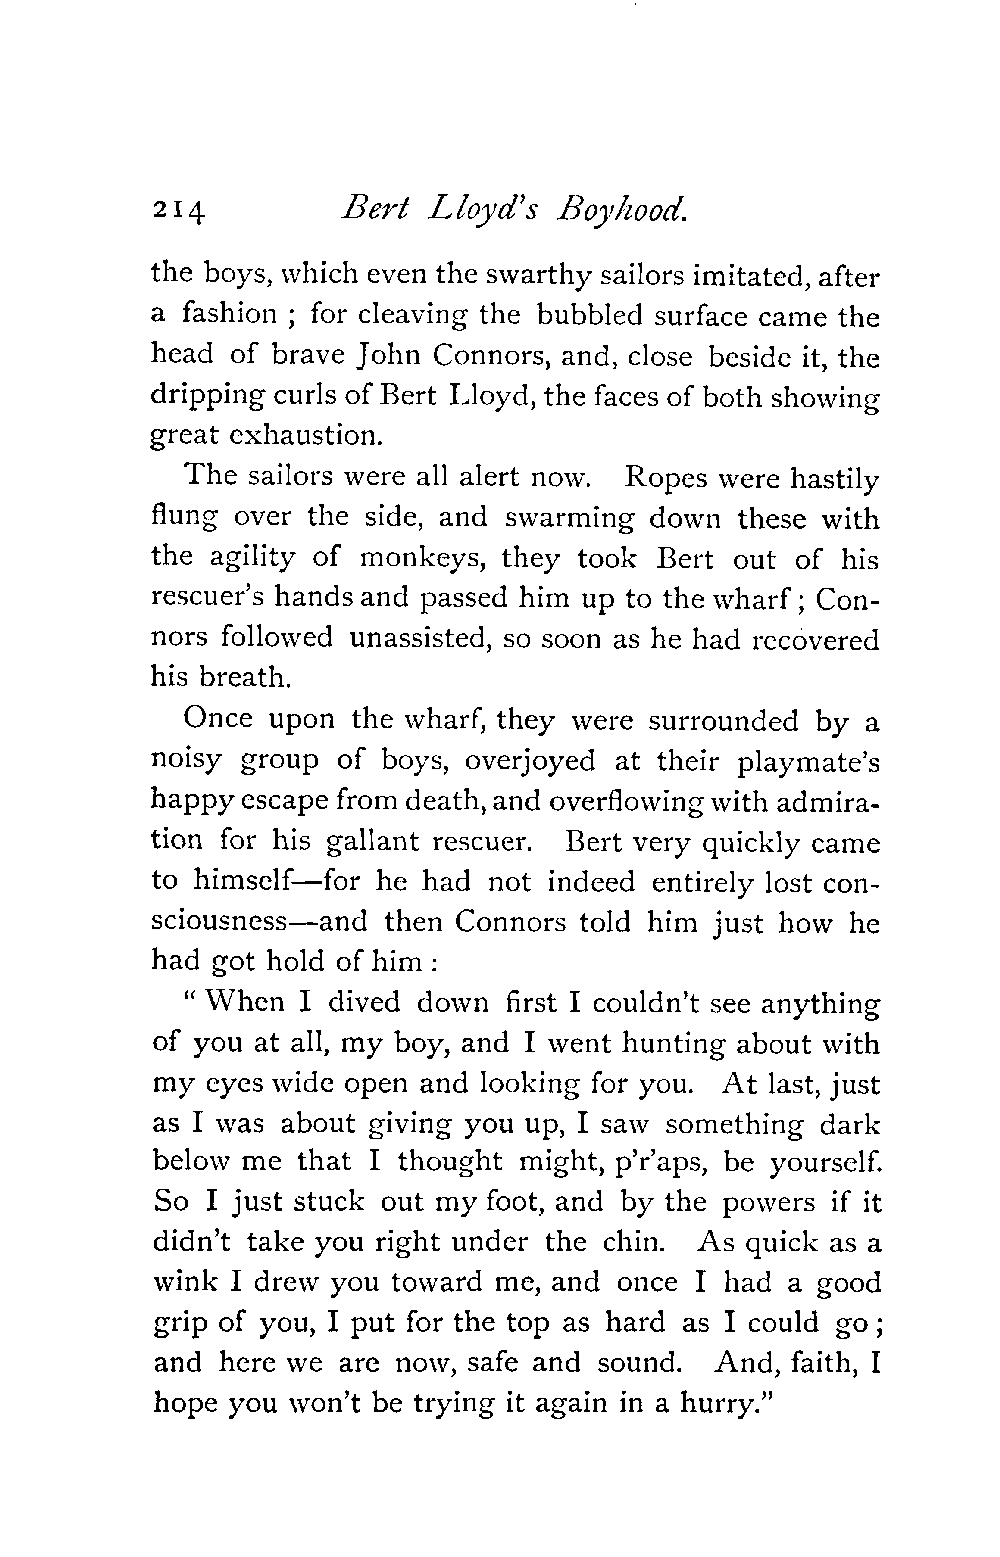 214 Bert Lloyd's Boyhood.
the boys, which even the swarthy sailors imitated, after
a fashion ; for cleaving the bubbled surface came the
head of brave John Connors, and, close beside it, the
dripping curls of Bert Lloyd, the faces of both showing
great exhaustion.
The sailors were all alert now. Ropes were hastily
flung over the side, and swarming down these with
the agility of monkeys, they took Bert out of his
rescuer's hands and passed him up to the wharf ; Con-
nors followed unassisted, so soon as he had recovered
his breath.
Once upon the wharf, they were surrounded by a
noisy group of boys, overjoyed at their playmate's
happy escape from death, and overflowing with admira-
tion for his gallant rescuer. Bert very quickly came
to himself—for he had not indeed entirely lost con-
sciousness—and then Connors told him just how he
had got hold of him :
" When I dived down first I couldn't see anything
of you at all, my boy, and I went hunting about with
my eyes wide open and looking for you. At last, just
as I was about giving you up, I saw something dark
below me that I thought might, p'r'aps, be yourself.
So I just stuck out my foot, and by the powers if it
didn't take you right under the chin. As quick as a
wink I drew you toward me, and once I had a good
grip of you, I put for the top as hard as I could go ;
and here we are now, safe and sound. And, faith, I
hope you won't be trying it again in a hurry."